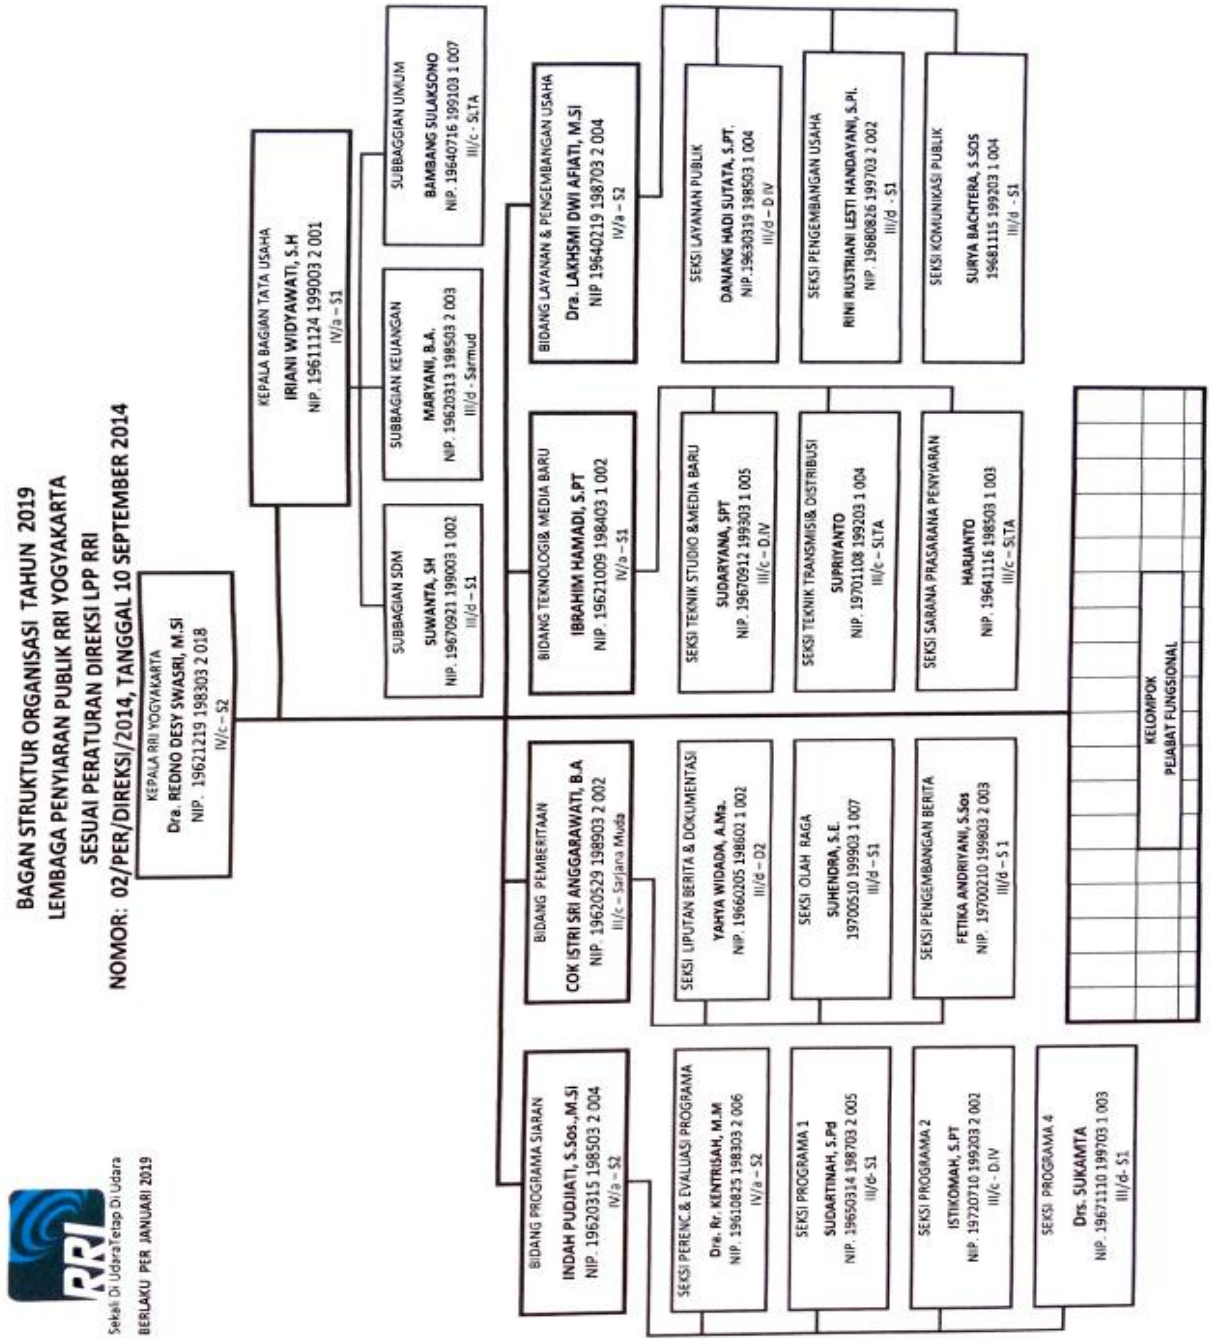 RRI
Sekali Di UdaraTetap Di Udara
BERLAKU PER JANUARI 2019
BAGAN STRUKTUR ORGANISASI TAHUN 2019
LEMBAGA PENYIARAN PUBLIK RRI YOGYAKARTA
SESUAI PERATURAN DIREKSI LPP RRI
NOMOR: 02/PER/DIREKSI/2014, TANGGAL 10 SEPTEMBER 2014
KEPALA RRI YOGYAKARTA
Dra. REDNO DESY SWASRI, M.SI
NIP. 19621219 198303 2 018
IV/c – S2
KEPALA BAGIAN TATA USAHA
IRIANI WIDYAWATI, S.H
NIP. 19611124 199003 2 001
IV/a – S1
SUBBAGIAN SDM
SUWANTA, SH
NIP. 19670921 199003 1 002
III/d – S1
SUBBAGIAN KEUANGAN
MARYANI, B.A.
NIP. 19620313 198503 2 003
III/d - Sarmud
SUBBAGGIAN UMUM
BAMBANG SULAKSONO
NIP. 19640716 199103 1 007
III/c - SLTA
BIDANG PROGRAMA SIARAN
INDAH PUDJIATI, S.Sos.,M.SI
NIP. 19620315 198503 2 004
IV/a – S2
SEKSI PERENC.& EVALUASI PROGRAMA
Dra. Rr. KENTRISAH, M.M
NIP. 19610825 198303 2 006
IV/a – S2
SEKSI PROGRAMA 1
SUDARTINAH, S.Pd
NIP. 19650314 198703 2 005
III/d- S1
SEKSI PROGRAMA 2
ISTIKOMAH, S.PT
NIP. 19720710 199203 2 002
III/c - D.IV
SEKSI PROGRAMA 4
Drs. SUKAMTA
NIP. 19671110 199703 1 003
III/d- S1
BIDANG PEMBERITAAN
COK ISTRI SRI ANGGARAWATI, B.A
NIP. 19620529 198903 2 002
III/c – Sarjana Muda
SEKSI LIPUTAN BERITA & DOKUMENTASI
YAHYA WIDADA, A.Ma.
NIP. 19660205 198602 1 002
III/d – D2
SEKSI OLAH RAGA
SUHENDRA, S.E.
19700510 199903 1 007
III/d – S1
SEKSI PENGEMBANGAN BERITA
FETIKA ANDRIYANI, S.Sos
NIP. 19700210 199803 2 003
III/d – S 1
BIDANG TEKNOLOGI& MEDIA BARU
IBRAHIM HAMADI, S.PT
NIP. 19621009 198403 1 002
IV/a – S1
SEKSI TEKNIK STUDIO &MEDIA BARU
SUDARYANA, SPT
NIP. 19670912 199303 1 005
III/c – D.IV
SEKSI TEKNIK TRANSMISI& DISTRIBUSI
SUPRIYANTO
NIP. 19701108 199203 1 004
III/c – SLTA
SEKSI SARANA PRASARANA PENYIARAN
HARJANTO
NIP. 19641116 198503 1 003
III/c – SLTA
BIDANG LAYANAN & PENGEMBANGAN USAHA
Dra. LAKHSMI DWI AFIATI, M.SI
NIP 19640219 198703 2 004
IV/a – S2
SEKSI LAYANAN PUBLIK
DANANG HADI SUTATA, S.PT.
NIP.19630319 198503 1 004
III/d – D IV
SEKSI PENGEMBANGAN USAHA
RINI RUSTRIANI LESTI HANDAYANI, S.PI.
NIP. 19680826 199703 2 002
III/d - S1
SEKSI KOMUNIKASI PUBLIK
SURYA BACHTERA, S.SOS
19681115 199203 1 004
III/d - S1
KELOMPOK
PEJABAT FUNGSIONAL